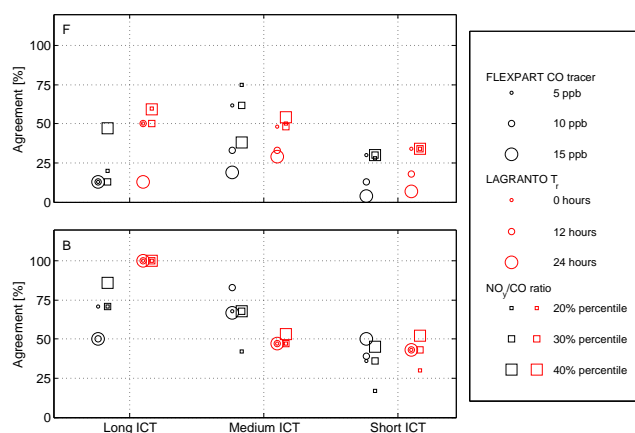 F
100
75
50
25
0
Agreement [%]
B
100
75
50
25
0
Agreement [%]
Long ICT
Medium ICT
Short ICT
FLEXPART CO tracer
5 ppb
10 ppb
15 ppb
LAGRANTO Tr
0 hours
12 hours
24 hours
NOy/CO ratio
20% percentile
30% percentile
40% percentile